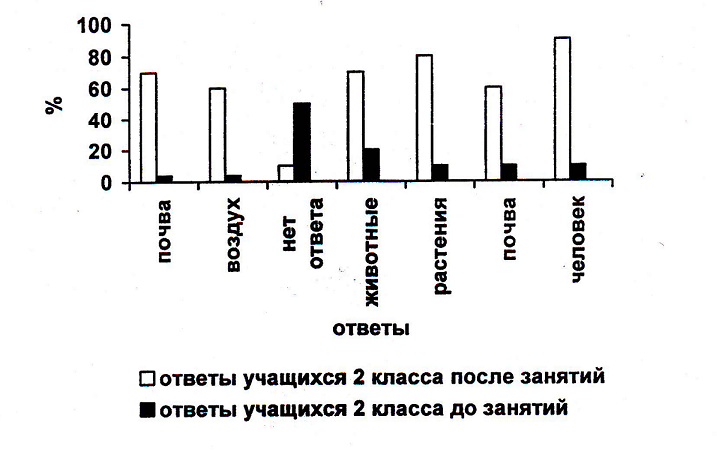 100
80
60
40
20
0
%
почва
воздух
нет
ответа
животные
растения
почва
человек
ответы
ответы учащихся 2 класса после занятий
ответы учащихся 2 класса до занятий